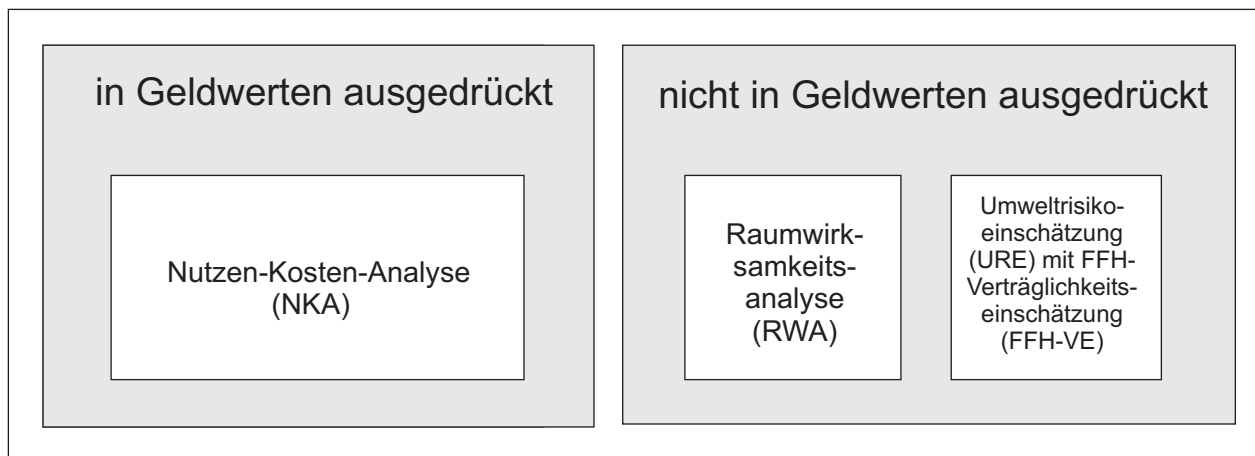 in Geldwerten ausgedrückt
Nutzen-Kosten-Analyse
(NKA)
nicht in Geldwerten ausgedrückt
Raumwirk-
samkeits-
analyse
(RWA)
Umweltrisiko-
einschätzung
(URE) mit FFH-
Verträglichkeits-
einschätzung
(FFH-VE)